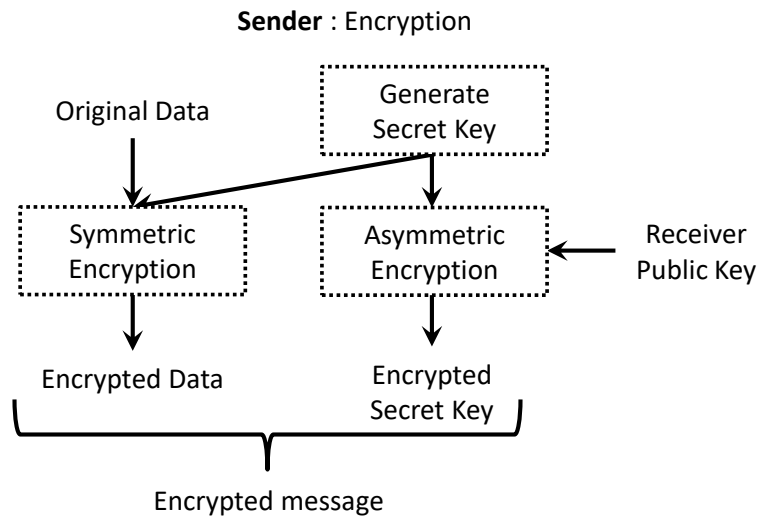 Sender : Encryption
Original Data
Generate
Secret Key
Symmetric
Encryption
Asymmetric
Encryption
Receiver
Public Key
Encrypted Data
Encrypted
Secret Key
Encrypted message